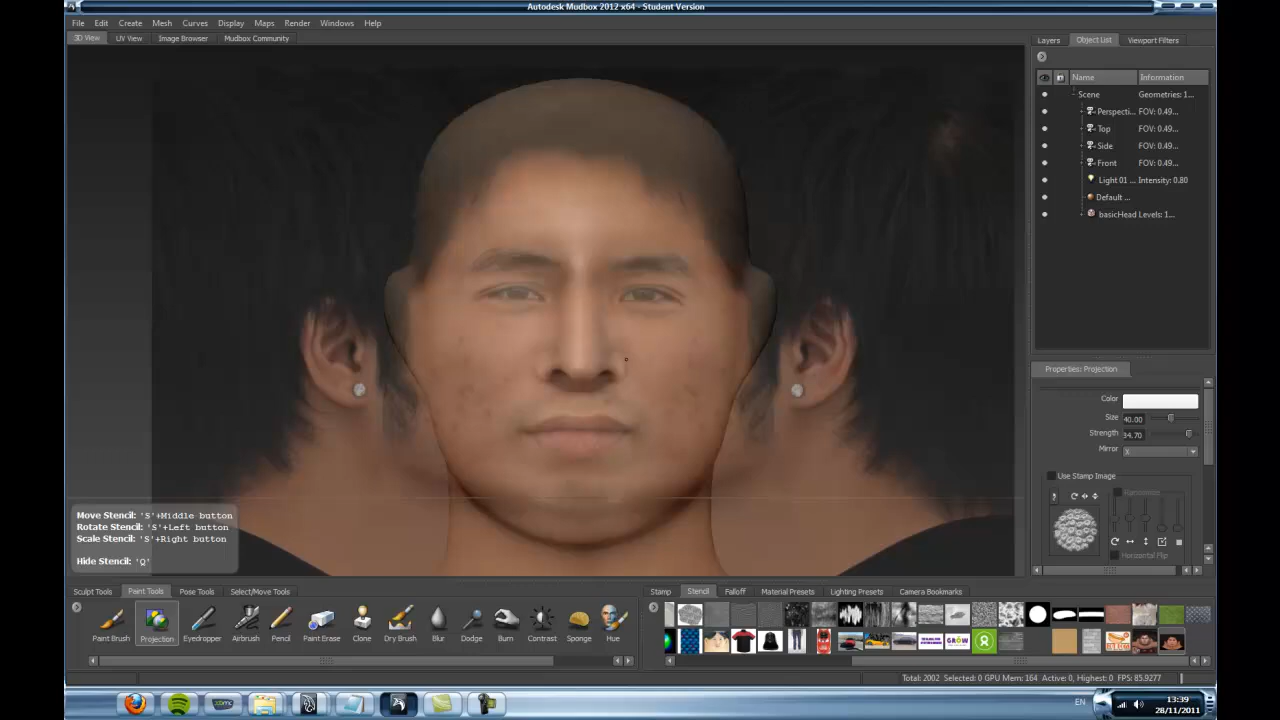 Autodesk Mudbox 2012 x64 - Student Version
File Edit Create Mesh Curves Display Maps Render Windows Help
3D View UV View Image Browser Mudbox Community
Layers Object List Viewport Filters
Name Information
Scene Geometries: 1...
Perspecti... FOV: 0.49...
Top FOV: 0.49...
Side FOV: 0.49...
Front FOV: 0.49...
Light 01 ... Intensity: 0.80
Default ...
basicHead Levels: 1...
Properties: Projection
Color
Size 40.00
Strength 34.70
Mirror X
Use Stamp Image
Randomize
Horizontal Flip
Move Stencil: 'S'+Middle button
Rotate Stencil: 'S'+Left button
Scale Stencil: 'S'+Right button
Hide Stencil: 'Q'
Sculpt Tools Paint Tools Pose Tools Select/Move Tools
Stamp Stencil Falloff Material Presets Lighting Presets Camera Bookmarks
Paint Brush Projection Eyedropper Airbrush Pencil Paint Erase Clone Dry Brush Blur Dodge Burn Contrast Sponge Hue
GROW
Total: 2002 Selected: 0 GPU Mem: 164 Active: 0, Highest: 0 FPS: 85.9277
EN
13:39
28/11/2011